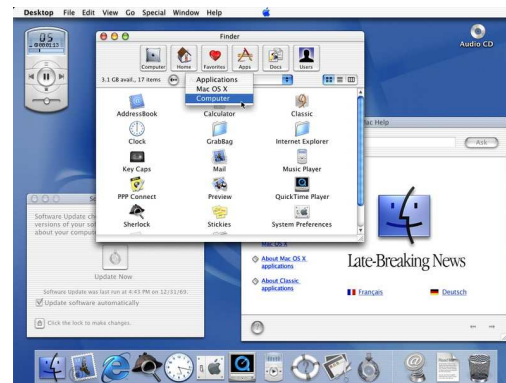 Desktop File Edit View Go Special Window Help
05
00:02:13
Audio CD
Finder
Computer Home Favorites Apps Docs Users
3.1 GB avail., 17 items
Applications
Mac OS X
Computer
AddressBook Calculator Classic
Clock GrabBag Internet Explorer
Key Caps Mail Music Player
PPP Connect Preview QuickTime Player
Sherlock Stickies System Preferences
Mac Help
Ask
Software Update
versions of your
about your
Update Now
Software Update was last run at 4:43 PM on 12/31/69.
Update software automatically
Click the lock to make changes.
Mac OS X
About Mac OS X
applications
About Classic
applications
Late-Breaking News
Français
Deutsch